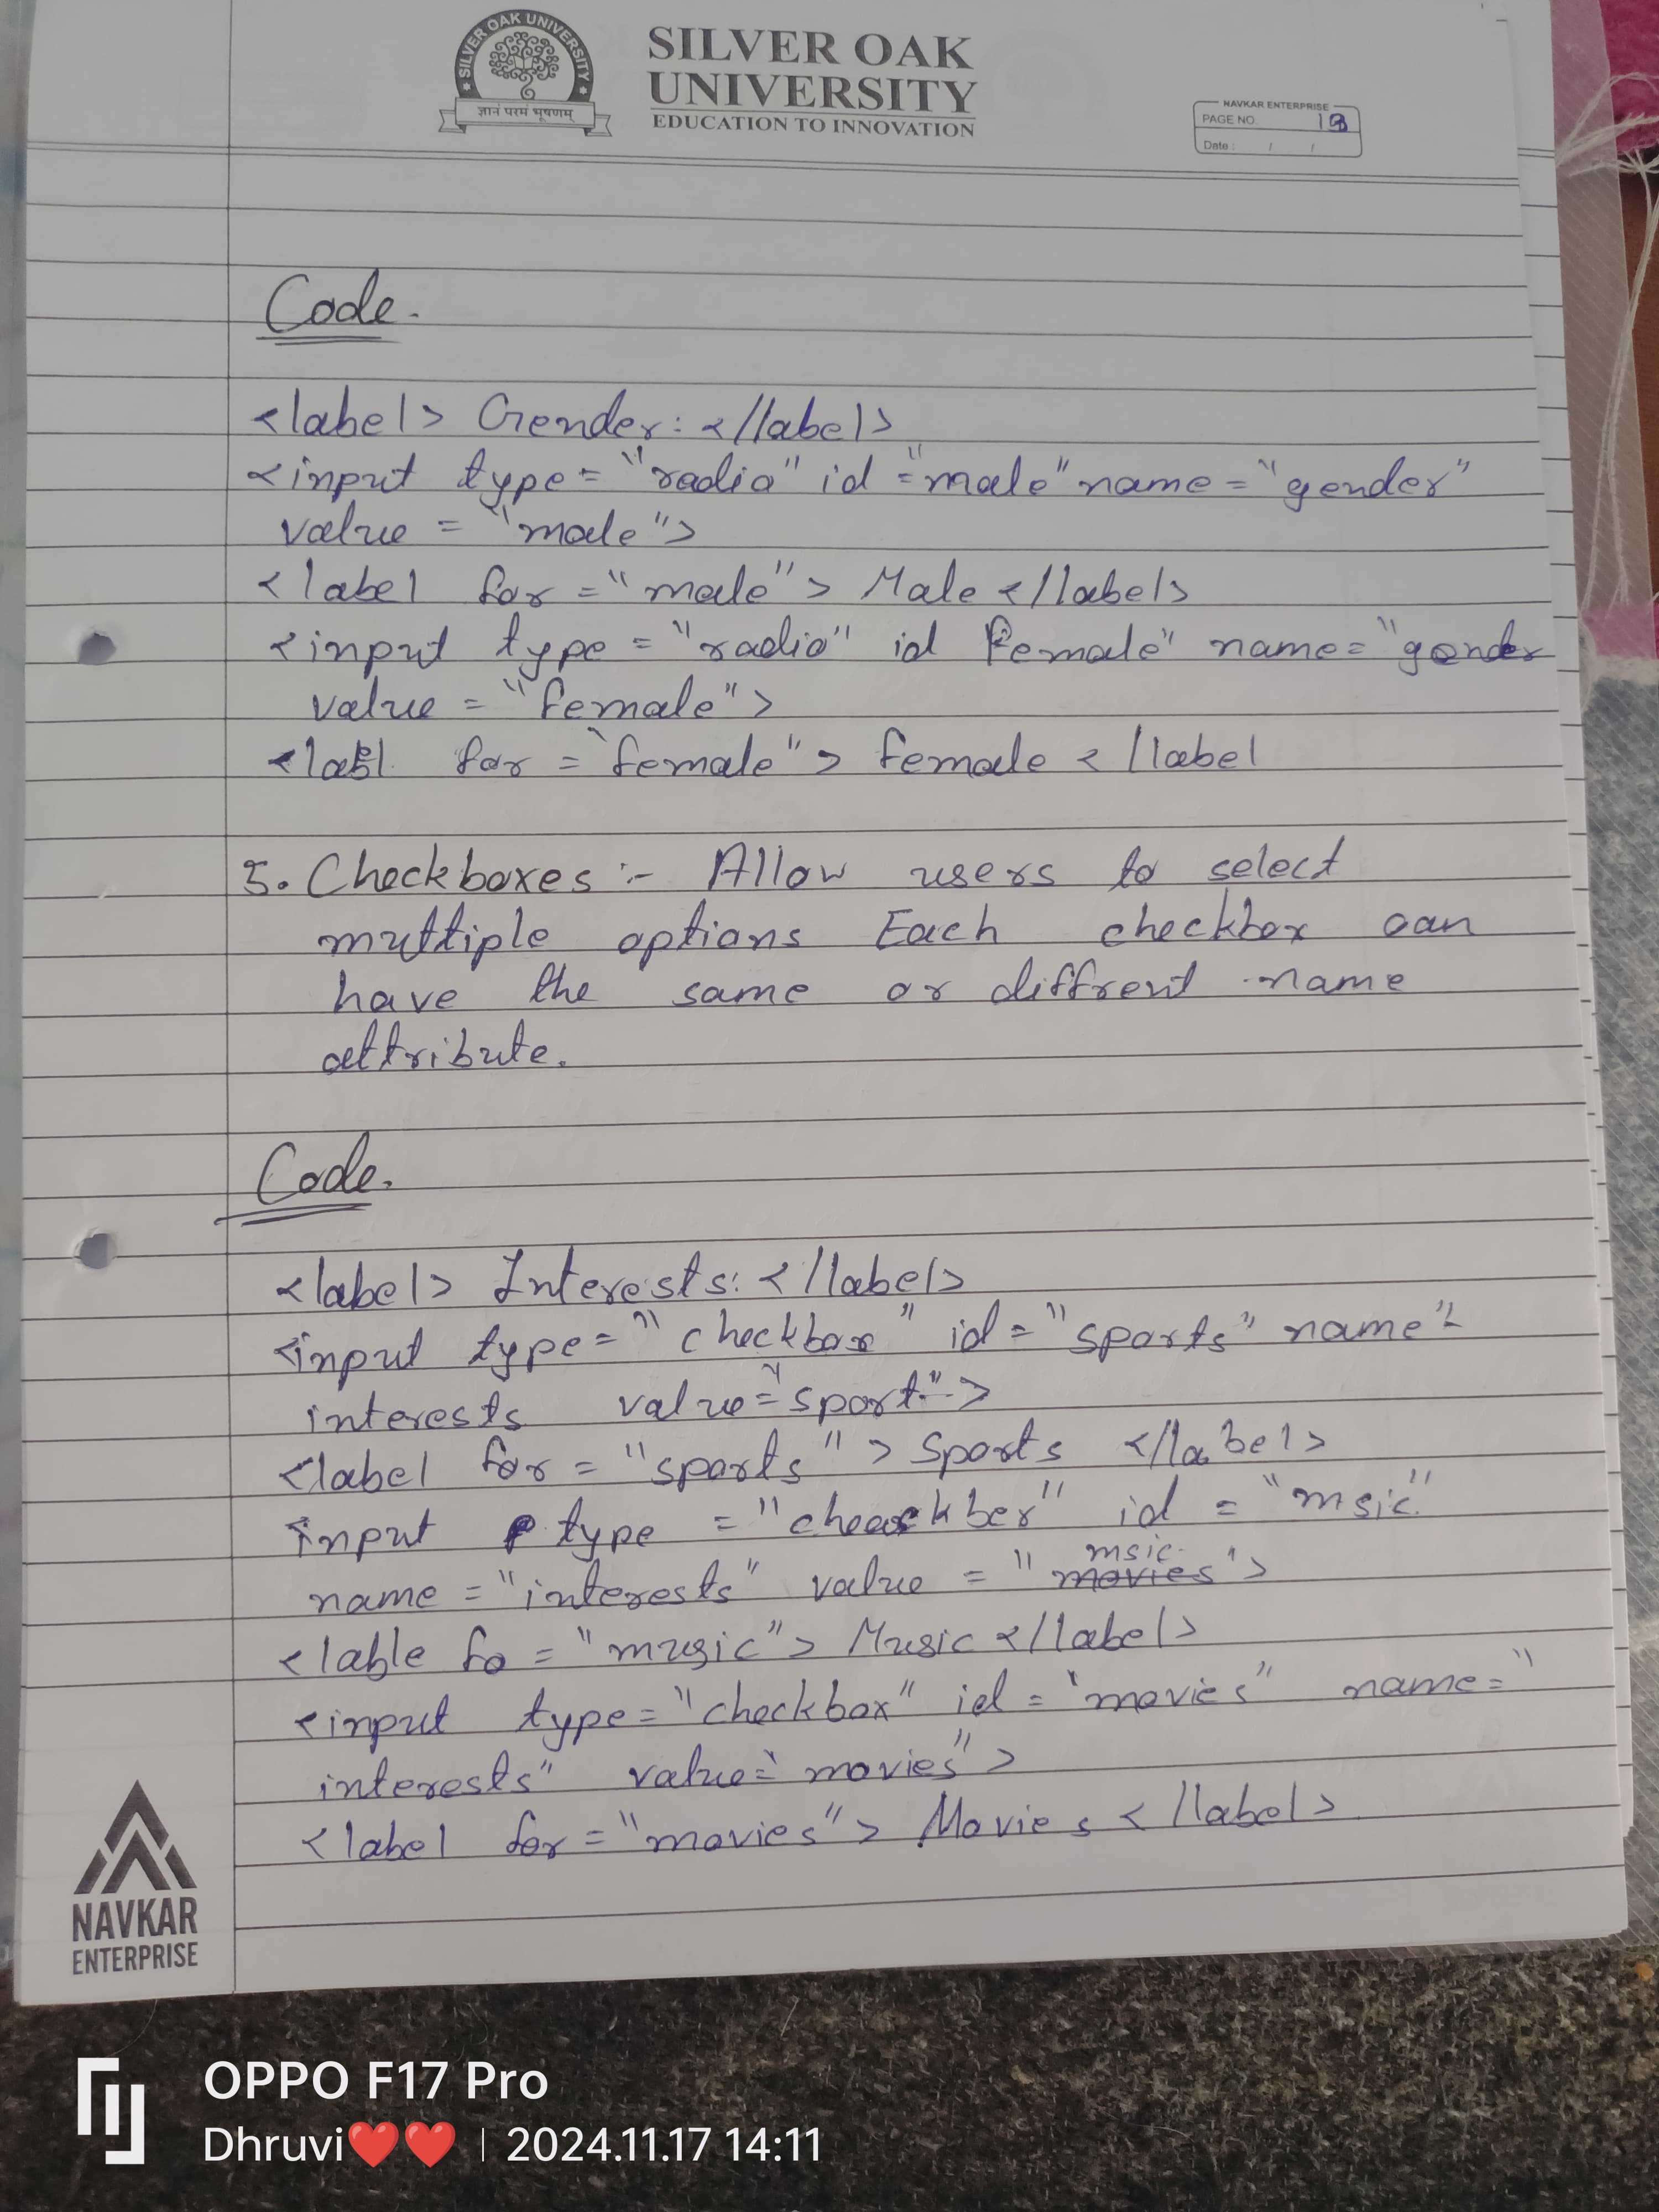 SILVER OAK UNIVERSITY
ज्ञानं परमं भूषणम्
SILVER OAK
UNIVERSITY
EDUCATION TO INNOVATION
NAVKAR ENTERPRISE
PAGE NO.
Date : / /
Code.
<label> Gender: </label>
<input type = "radio" id = "male" name = "gender"
value = "male">
<label for = "male"> Male </label>
<input type = "radio" id Female" name = "gender
value = "female">
<label for = "female"> Female </label
5. Checkboxes :- Allow users to select
multiple options Each checkbox can
have the same or diffrent name
attribute.
Code.
<label> Interests: </label>
<input type = "checkbox" id = "sports" name "
interests value = "sport">
<label for = "sports"> Sports </label>
input type = "checkber" id = "msic"
name = "interests" value = "msic">
<lable fo = "music"> Music </label>
<input type = "checkbox" id = "movies" name = "
interests" value = "movies">
<label for = "movies"> Movies </label>
NAVKAR
ENTERPRISE
OPPO F17 Pro
Dhruvi❤️❤️ | 2024.11.17 14:11